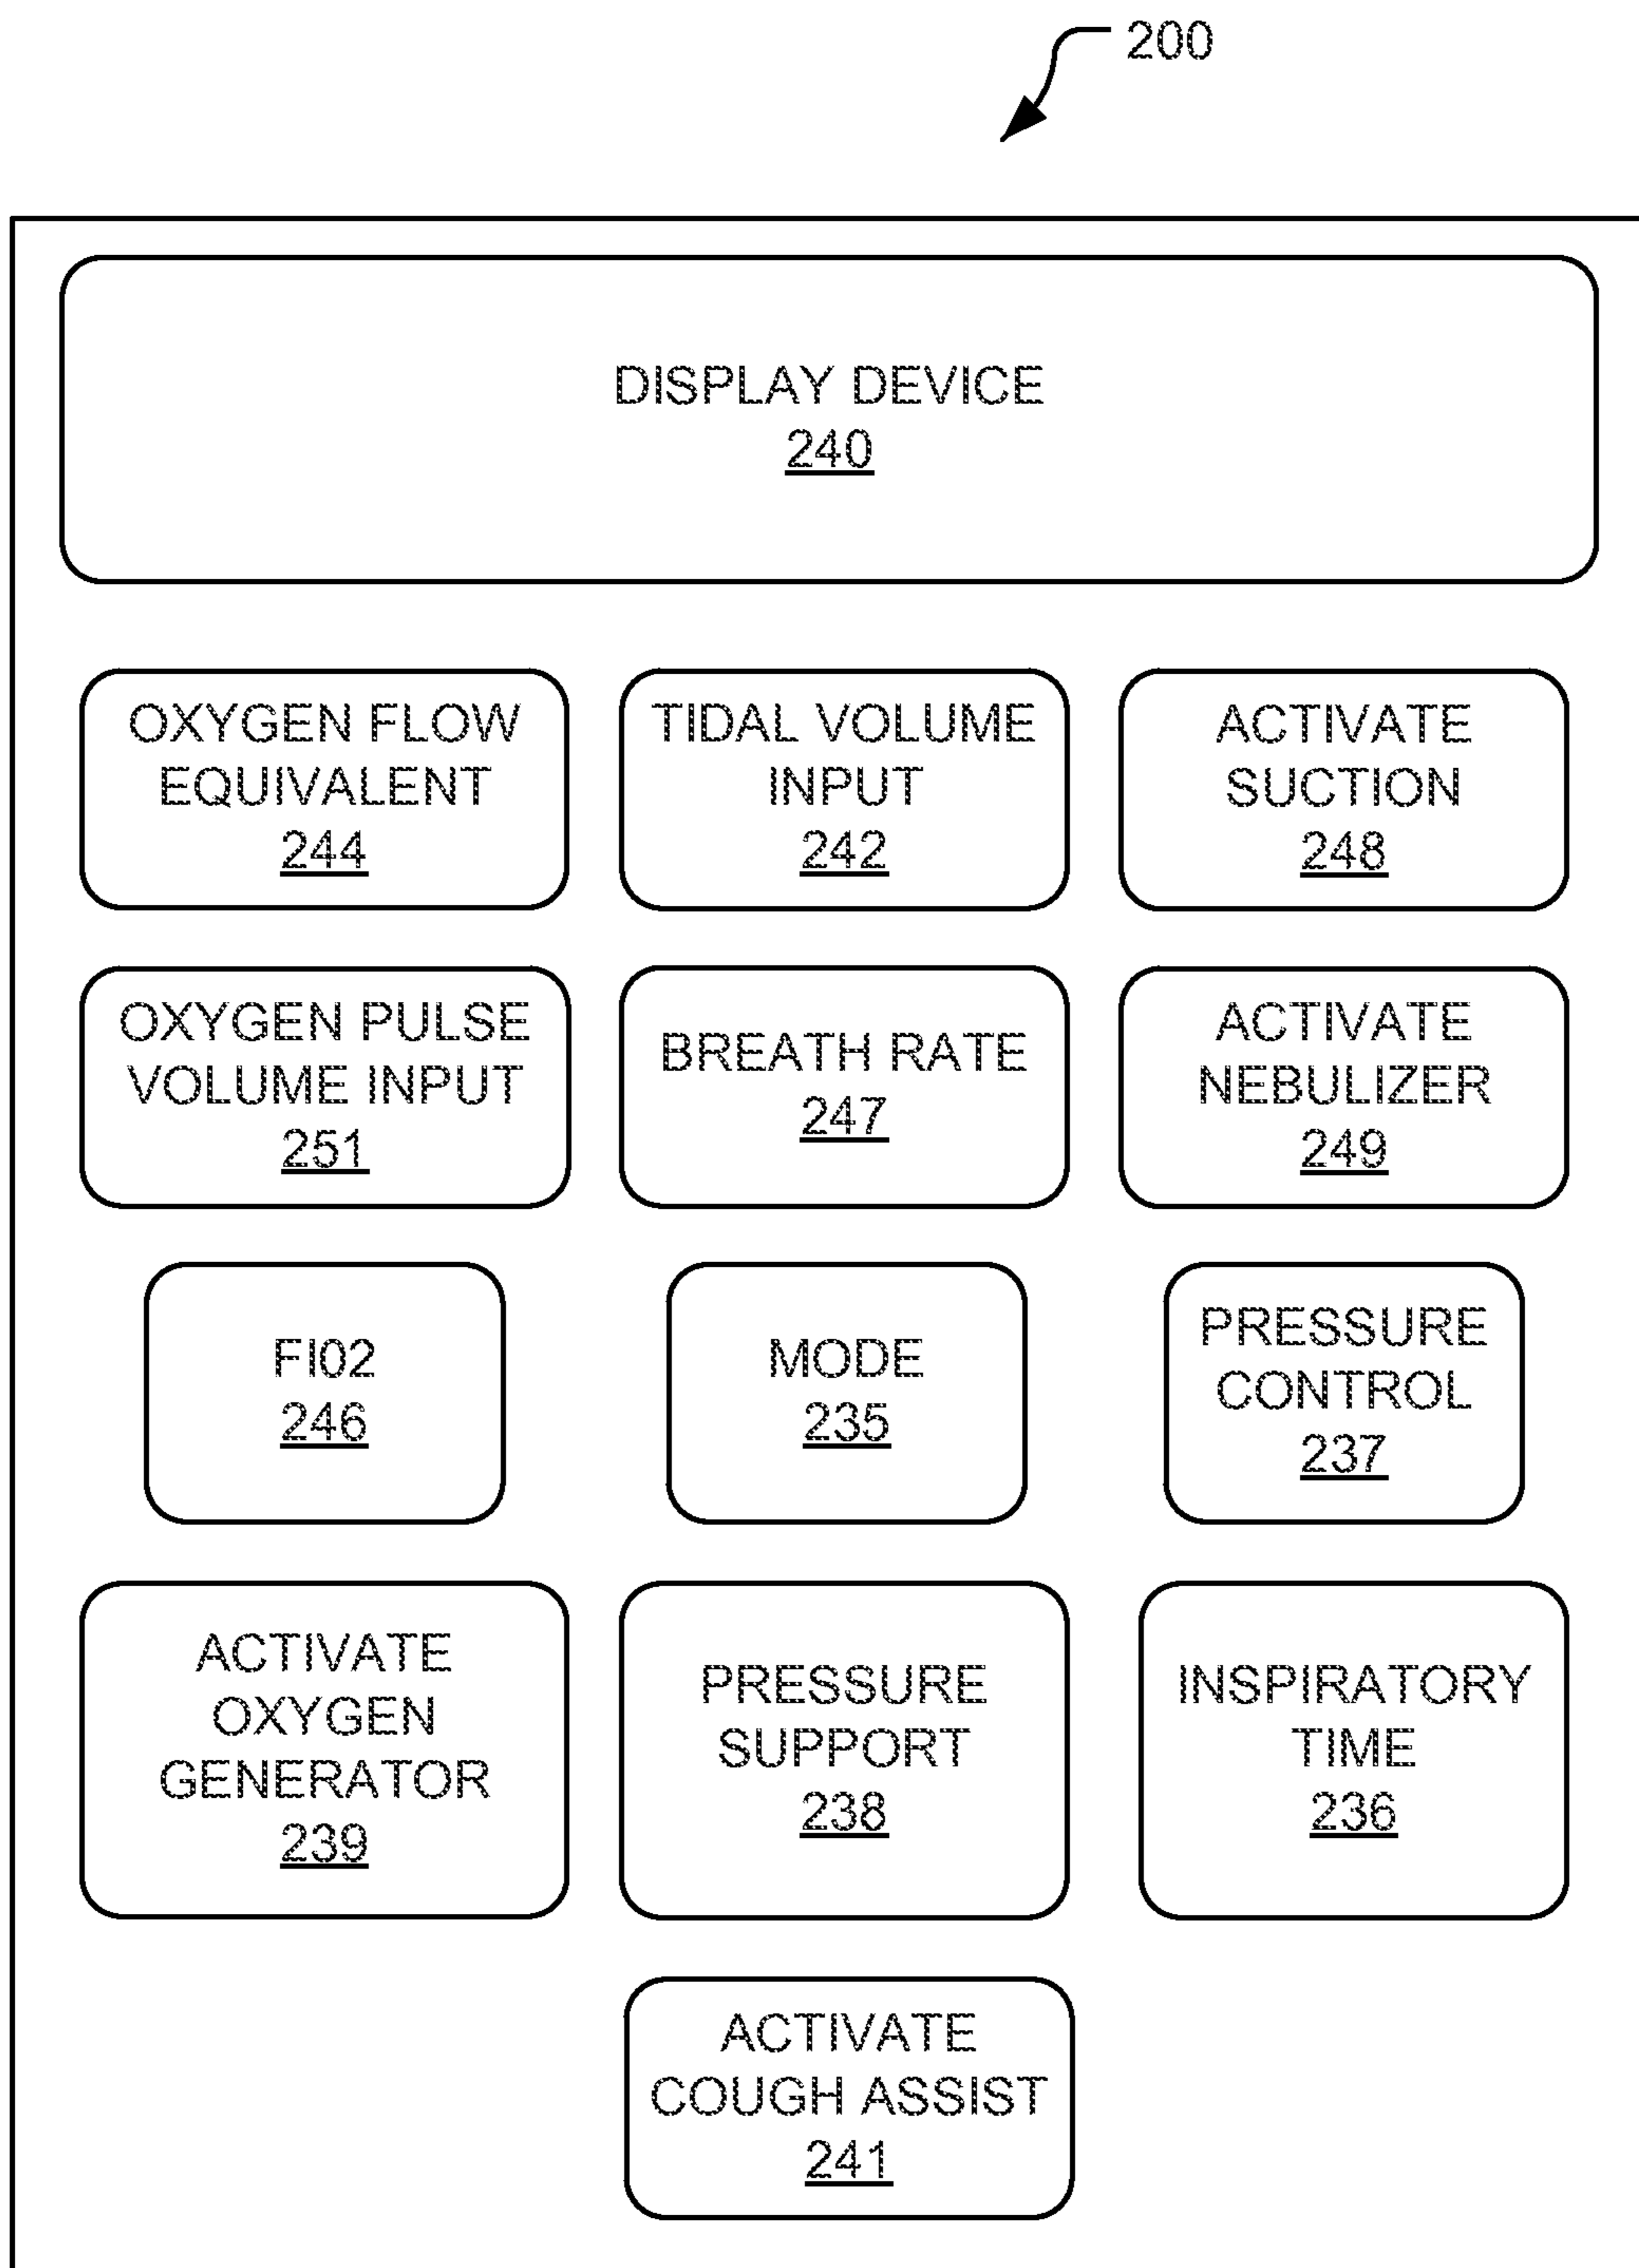 200
DISPLAY DEVICE
240
OXYGEN FLOW
EQUIVALENT
244
TIDAL VOLUME
INPUT
242
ACTIVATE
SUCTION
248
OXYGEN PULSE
VOLUME INPUT
251
BREATH RATE
247
ACTIVATE
NEBULIZER
249
FI02
246
MODE
235
PRESSURE
CONTROL
237
ACTIVATE
OXYGEN
GENERATOR
239
PRESSURE
SUPPORT
238
INSPIRATORY
TIME
236
ACTIVATE
COUGH ASSIST
241